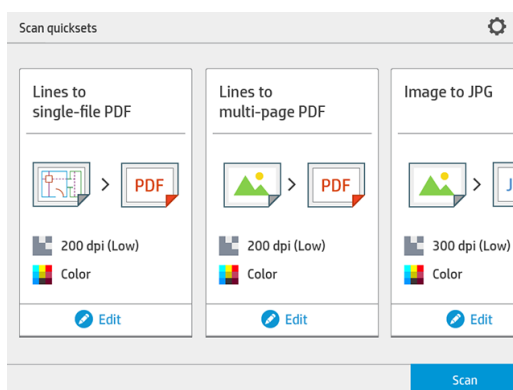 Scan quicksets
Lines to
single-file PDF
PDF
200 dpi (Low)
Color
Edit
Lines to
multi-page PDF
PDF
200 dpi (Low)
Color
Edit
Image to JPG
J
300 dpi (Low)
Color
Edit
Scan